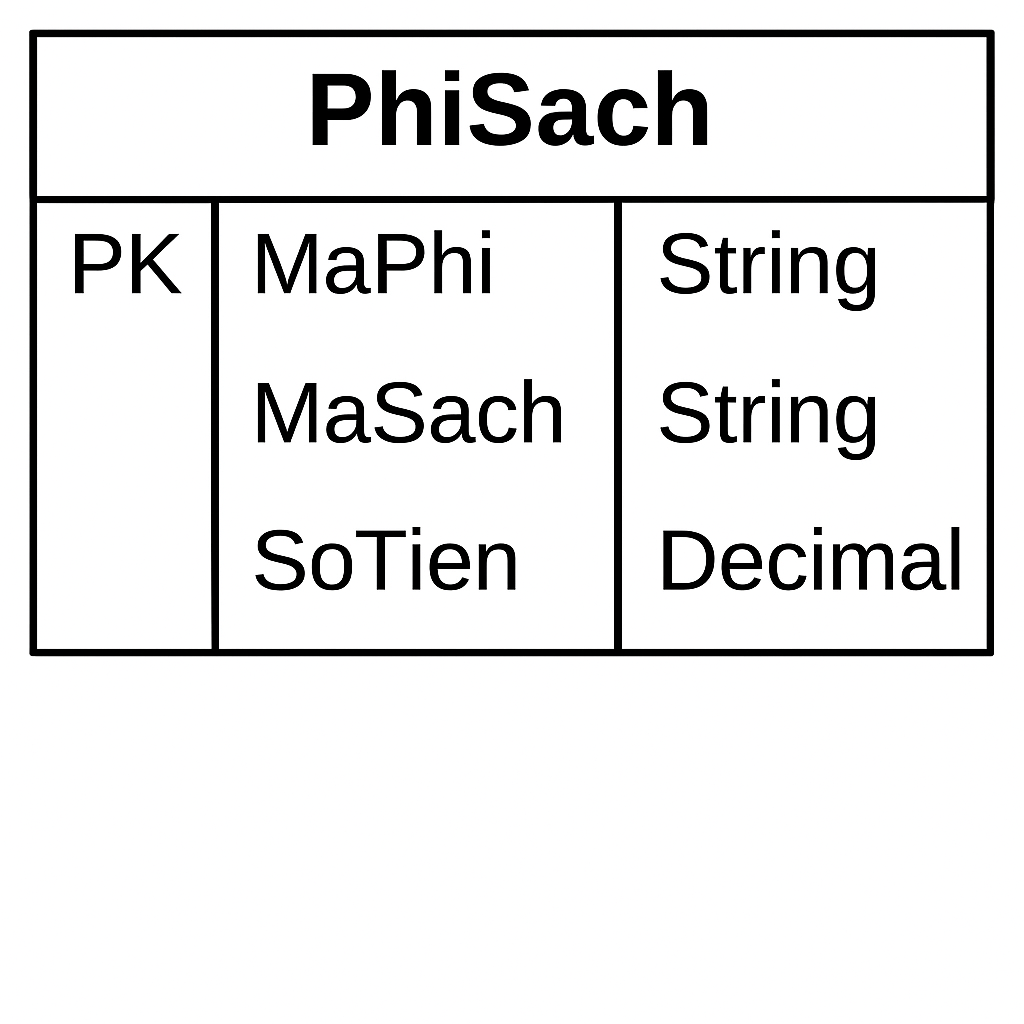 PhiSach
PK MaPhi String
MaSach String
SoTien Decimal